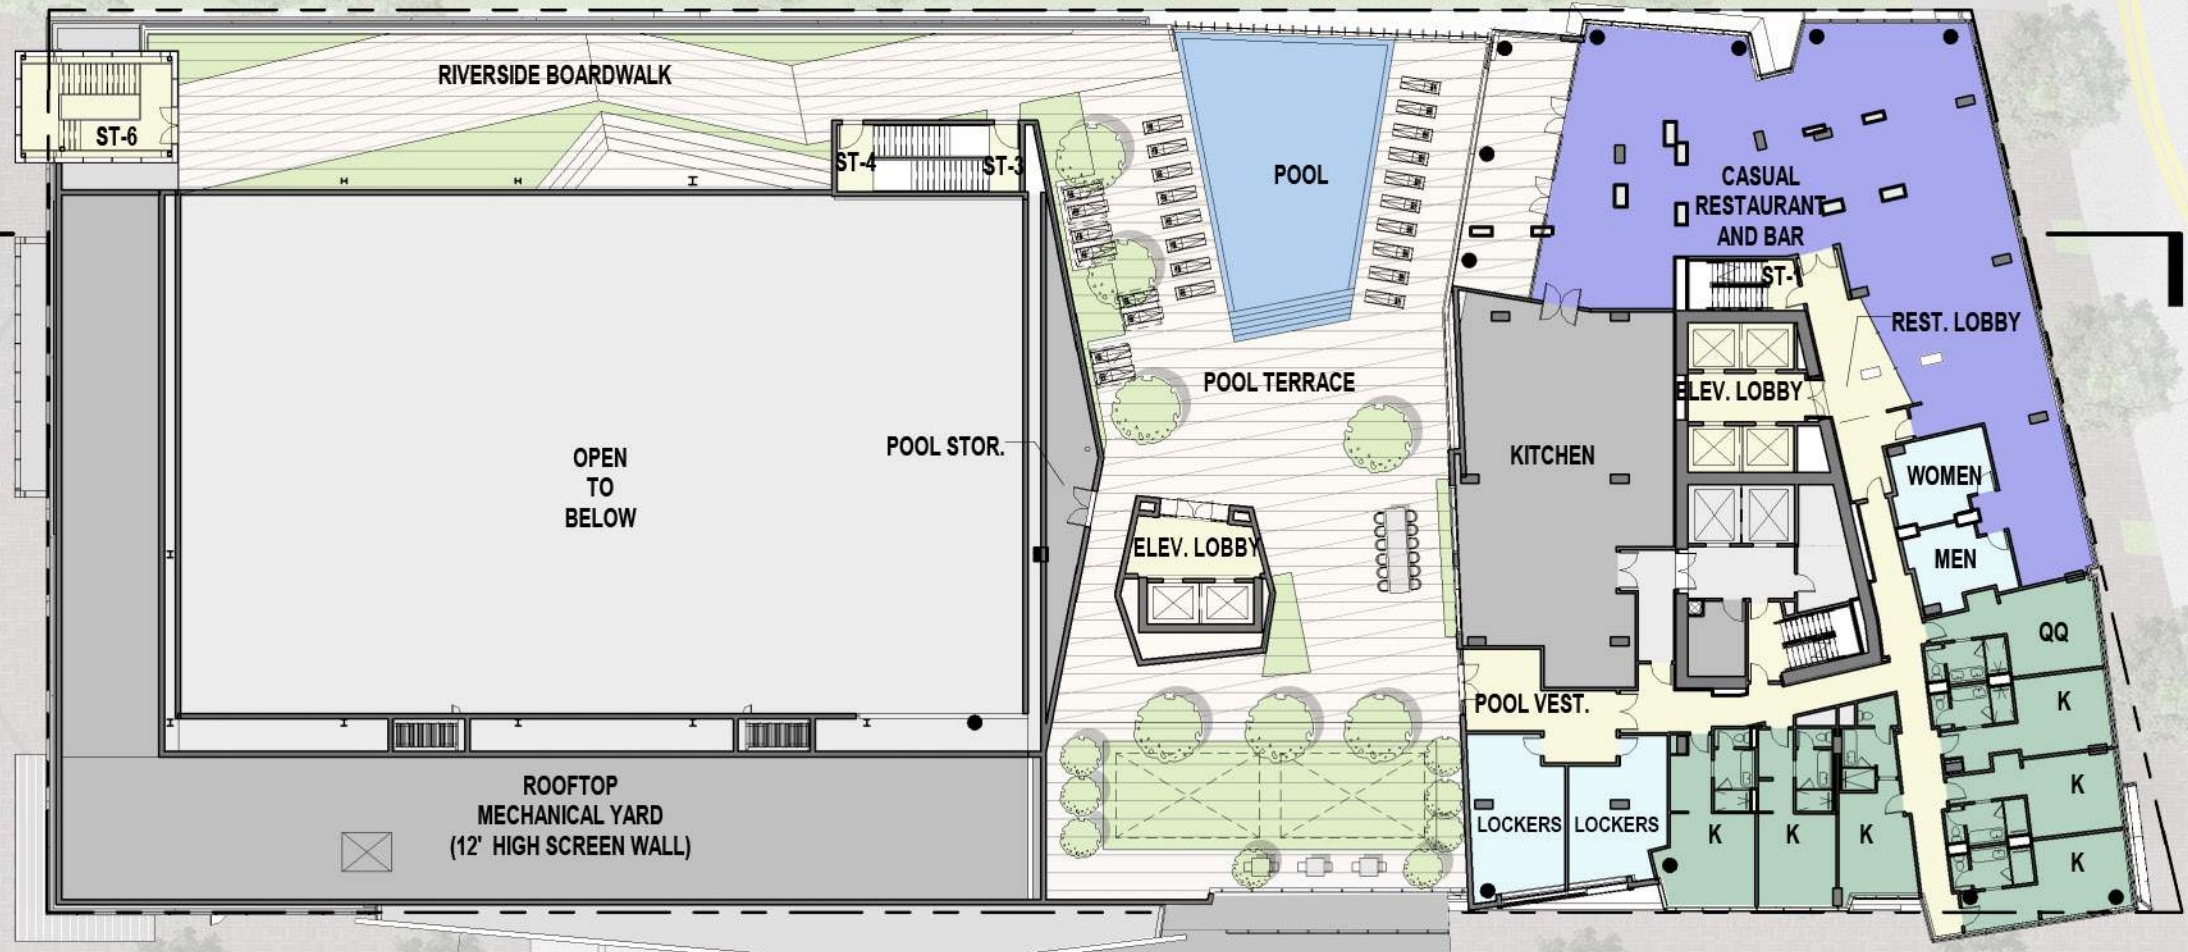 RIVERSIDE BOARDWALK
ST-6
ST-4
ST-3
POOL
CASUAL
RESTAURANT
AND BAR
ST-1
REST. LOBBY
POOL TERRACE
ELEV. LOBBY
POOL STOR.
KITCHEN
OPEN
TO
BELOW
WOMEN
ELEV. LOBBY
MEN
QQ
POOL VEST.
K
ROOFTOP
MECHANICAL YARD
(12' HIGH SCREEN WALL)
K
LOCKERS
LOCKERS
K
K
K
K